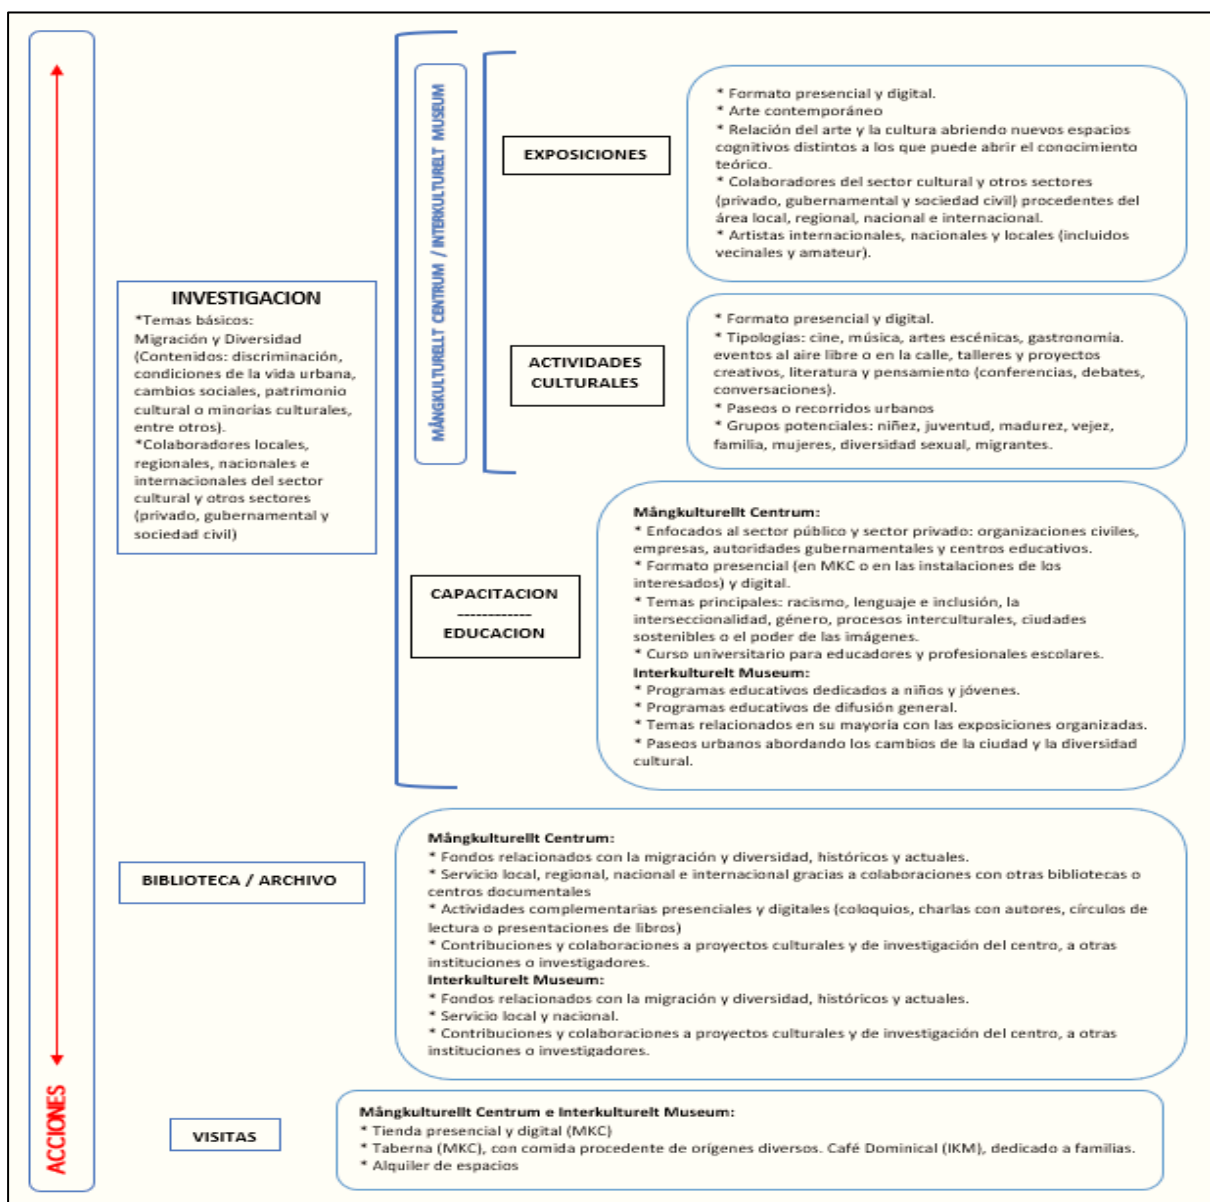 ACCIONES
INVESTIGACION
*Temas básicos:
Migración y Diversidad
(Contenidos: discriminación,
condiciones de la vida urbana,
cambios sociales, patrimonio
cultural o minorías culturales,
entre otros).
*Colaboradores locales,
regionales, nacionales e
internacionales del sector
cultural y otros sectores
(privado, gubernamental y
sociedad civil)
MÅNGKULTURELLT CENTRUM / INTERKULTURELT MUSEUM
EXPOSICIONES
* Formato presencial y digital.
* Arte contemporáneo
* Relación del arte y la cultura abriendo nuevos espacios
cognitivos distintos a los que puede abrir el conocimiento
teórico.
* Colaboradores del sector cultural y otros sectores
(privado, gubernamental y sociedad civil) procedentes del
área local, regional, nacional e internacional.
* Artistas internacionales, nacionales y locales (incluidos
vecinales y amateur).
ACTIVIDADES
CULTURALES
* Formato presencial y digital.
* Tipologías: cine, música, artes escénicas, gastronomía.
eventos al aire libre o en la calle, talleres y proyectos
creativos, literatura y pensamiento (conferencias, debates,
conversaciones).
* Paseos o recorridos urbanos
* Grupos potenciales: niñez, juventud, madurez, vejez,
familia, mujeres, diversidad sexual, migrantes.
CAPACITACION
------------
EDUCACION
Mångkulturellt Centrum:
* Enfocados al sector público y sector privado: organizaciones civiles,
empresas, autoridades gubernamentales y centros educativos.
* Formato presencial (en MKC o en las instalaciones de los
interesados) y digital.
* Temas principales: racismo, lenguaje e inclusión, la
interseccionalidad, género, procesos interculturales, ciudades
sostenibles o el poder de las imágenes.
* Curso universitario para educadores y profesionales escolares.
Interkulturelt Museum:
* Programas educativos dedicados a niños y jóvenes.
* Programas educativos de difusión general.
* Temas relacionados en su mayoría con las exposiciones organizadas.
* Paseos urbanos abordando los cambios de la ciudad y la diversidad
cultural.
BIBLIOTECA / ARCHIVO
Mångkulturellt Centrum:
* Fondos relacionados con la migración y diversidad, históricos y actuales.
* Servicio local, regional, nacional e internacional gracias a colaboraciones con otras bibliotecas o
centros documentales
* Actividades complementarias presenciales y digitales (coloquios, charlas con autores, círculos de
lectura o presentaciones de libros)
* Contribuciones y colaboraciones a proyectos culturales y de investigación del centro, a otras
instituciones o investigadores.
Interkulturelt Museum:
* Fondos relacionados con la migración y diversidad, históricos y actuales.
* Servicio local y nacional.
* Contribuciones y colaboraciones a proyectos culturales y de investigación del centro, a otras
instituciones o investigadores.
VISITAS
Mångkulturellt Centrum e Interkulturelt Museum:
* Tienda presencial y digital (MKC)
* Taberna (MKC), con comida procedente de orígenes diversos. Café Dominical (IKM), dedicado a familias.
* Alquiler de espacios